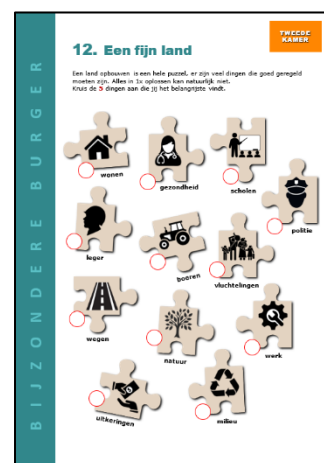 TWEEDE
KAMER
12. Een fijn land
Een land opbouwen is een hele puzzel, er zijn veel dingen die goed geregeld
moeten zijn. Alles in 1x oplossen kan natuurlijk niet.
Kruis de 5 dingen aan die jij het belangrijkste vindt.
BIJZONDERE BURGER
wonen
gezondheid
scholen
politie
leger
boeren
vluchtelingen
wegen
natuur
werk
uitkeringen
milieu